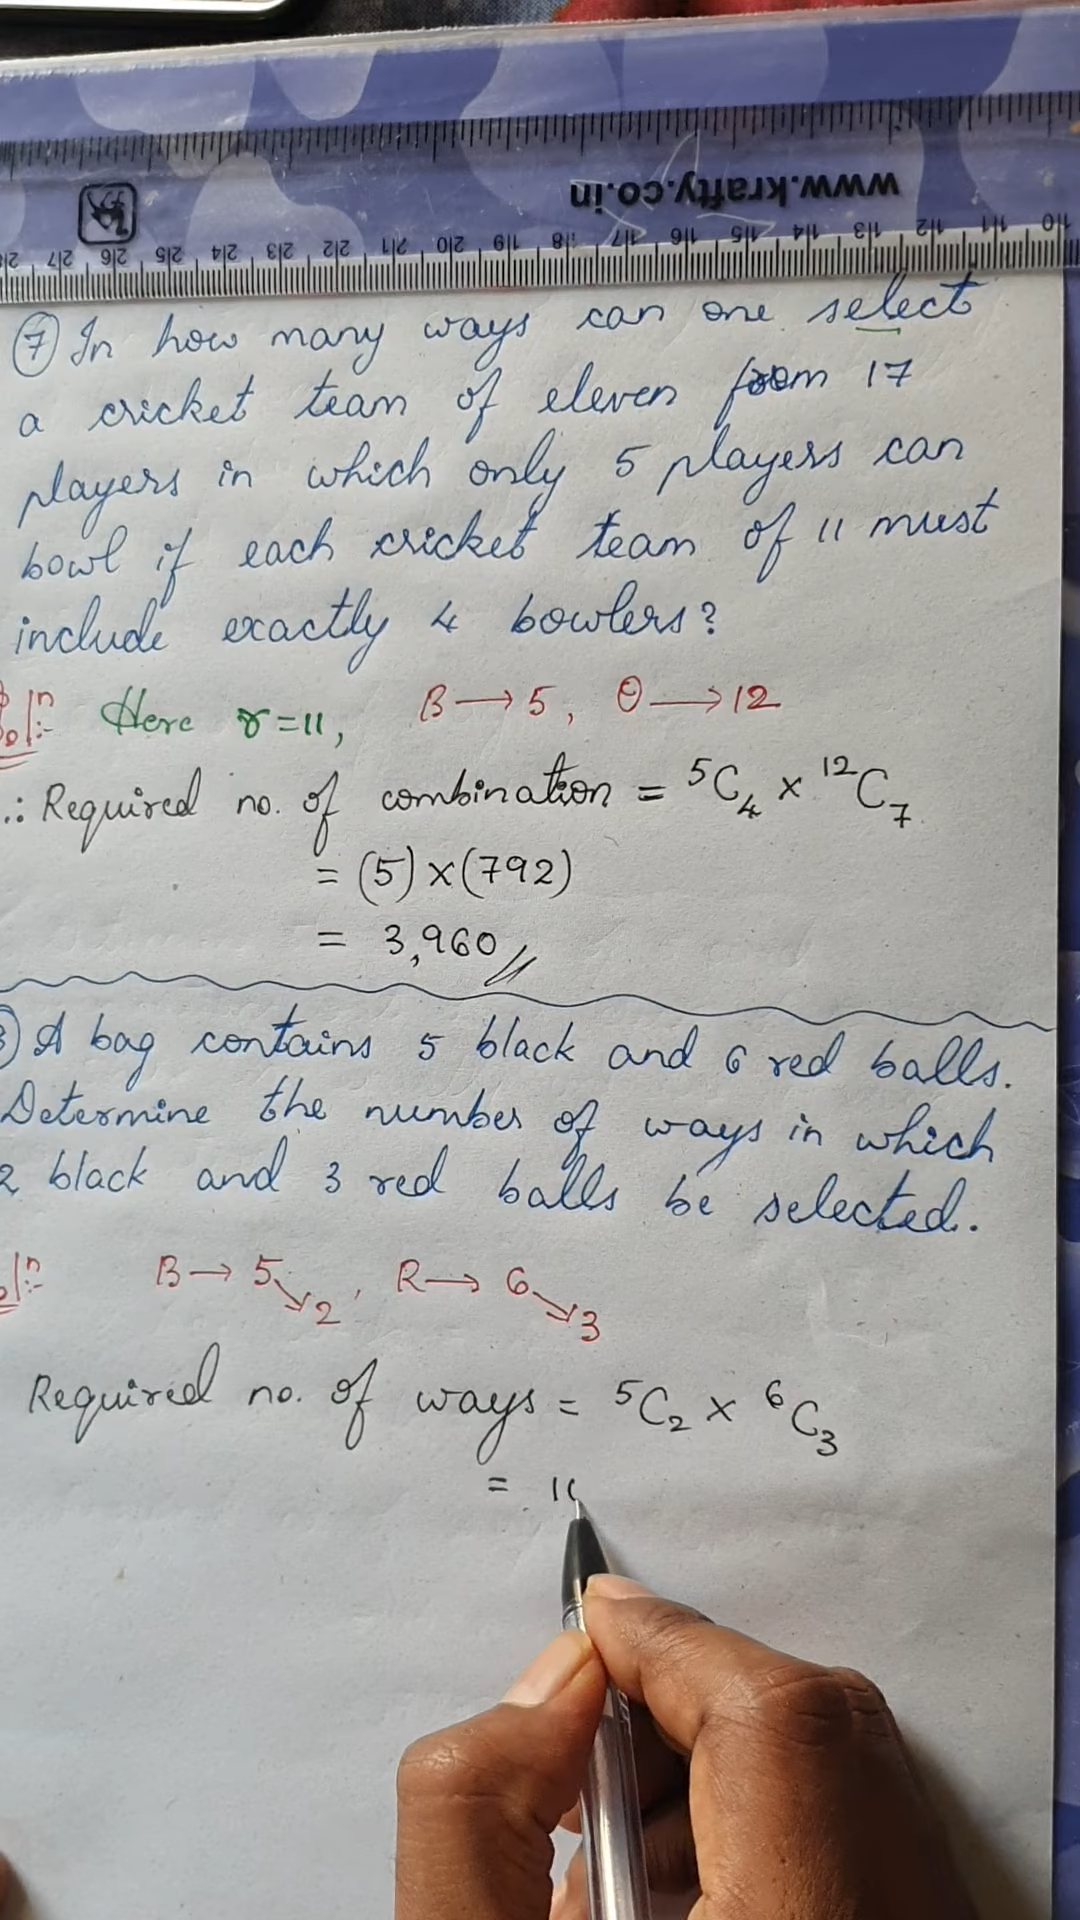 www.krafty.co.in
⑦ In how many ways can one select
a cricket team of eleven from 17
players in which only 5 players can
bowl if each cricket team of 11 must
include exactly 4 bowlers?
Here r=11, B→5, O→12
∴ Required no. of combination = ⁵C₄ × ¹²C₇
= (5)×(792)
= 3,960//
A bag contains 5 black and 6 red balls.
Determine the number of ways in which
2 black and 3 red balls be selected.
B→5↘2, R→6↘3
Required no. of ways = ⁵C₂ × ⁶C₃
=